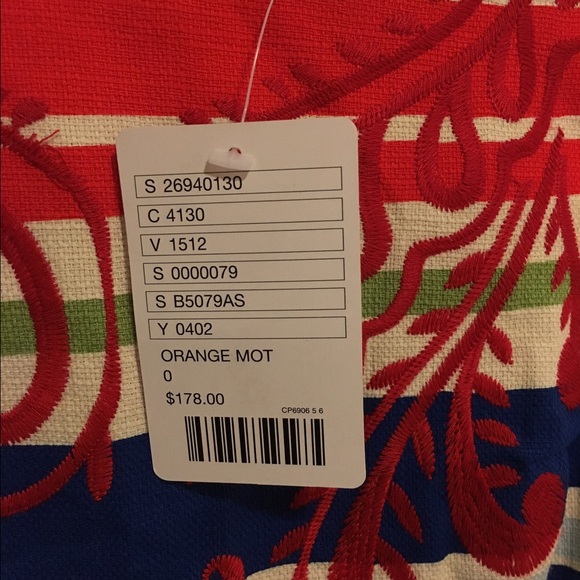 S 26940130
C 4130
V 1512
S 0000079
S B5079AS
Y 0402
ORANGE MOT
0
$178.00
CP6906 5 6